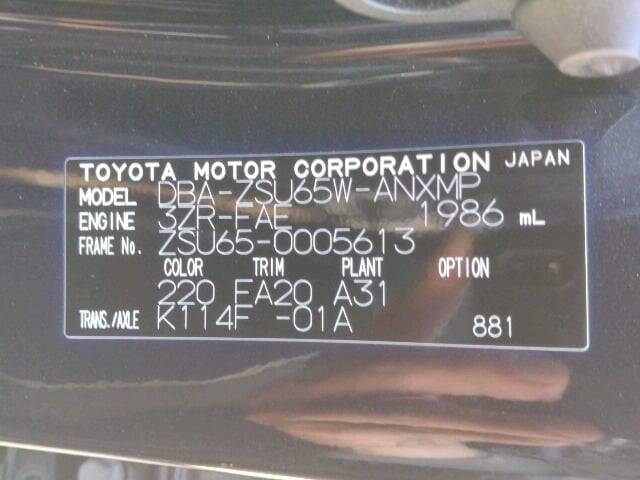 TOYOTA MOTOR CORPORATION JAPAN
MODEL DBA-ZSU65W-ANXMP
ENGINE 3ZR-FAE 1986 mL
FRAME No. ZSU65-0005613
COLOR TRIM PLANT OPTION
220 FA20 A31
TRANS./AXLE K114F -01A 881